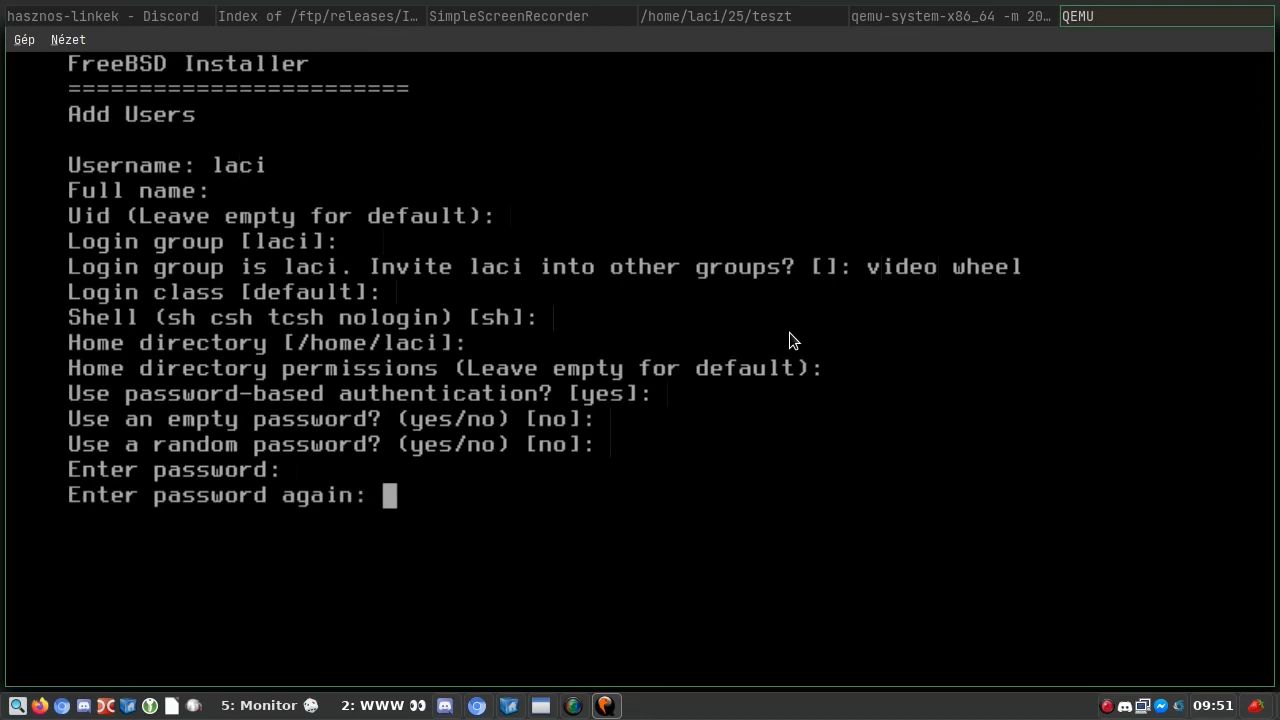 hasznos-linkek - Discord
Index of /ftp/releases/I…
SimpleScreenRecorder
/home/laci/25/teszt
qemu-system-x86_64 -m 20…
QEMU
Gép Nézet
FreeBSD Installer
========================
Add Users
Username: laci
Full name:
Uid (Leave empty for default):
Login group [laci]:
Login group is laci. Invite laci into other groups? []: video wheel
Login class [default]:
Shell (sh csh tcsh nologin) [sh]:
Home directory [/home/laci]:
Home directory permissions (Leave empty for default):
Use password-based authentication? [yes]:
Use an empty password? (yes/no) [no]:
Use a random password? (yes/no) [no]:
Enter password:
Enter password again:
5: Monitor
2: WWW
09:51